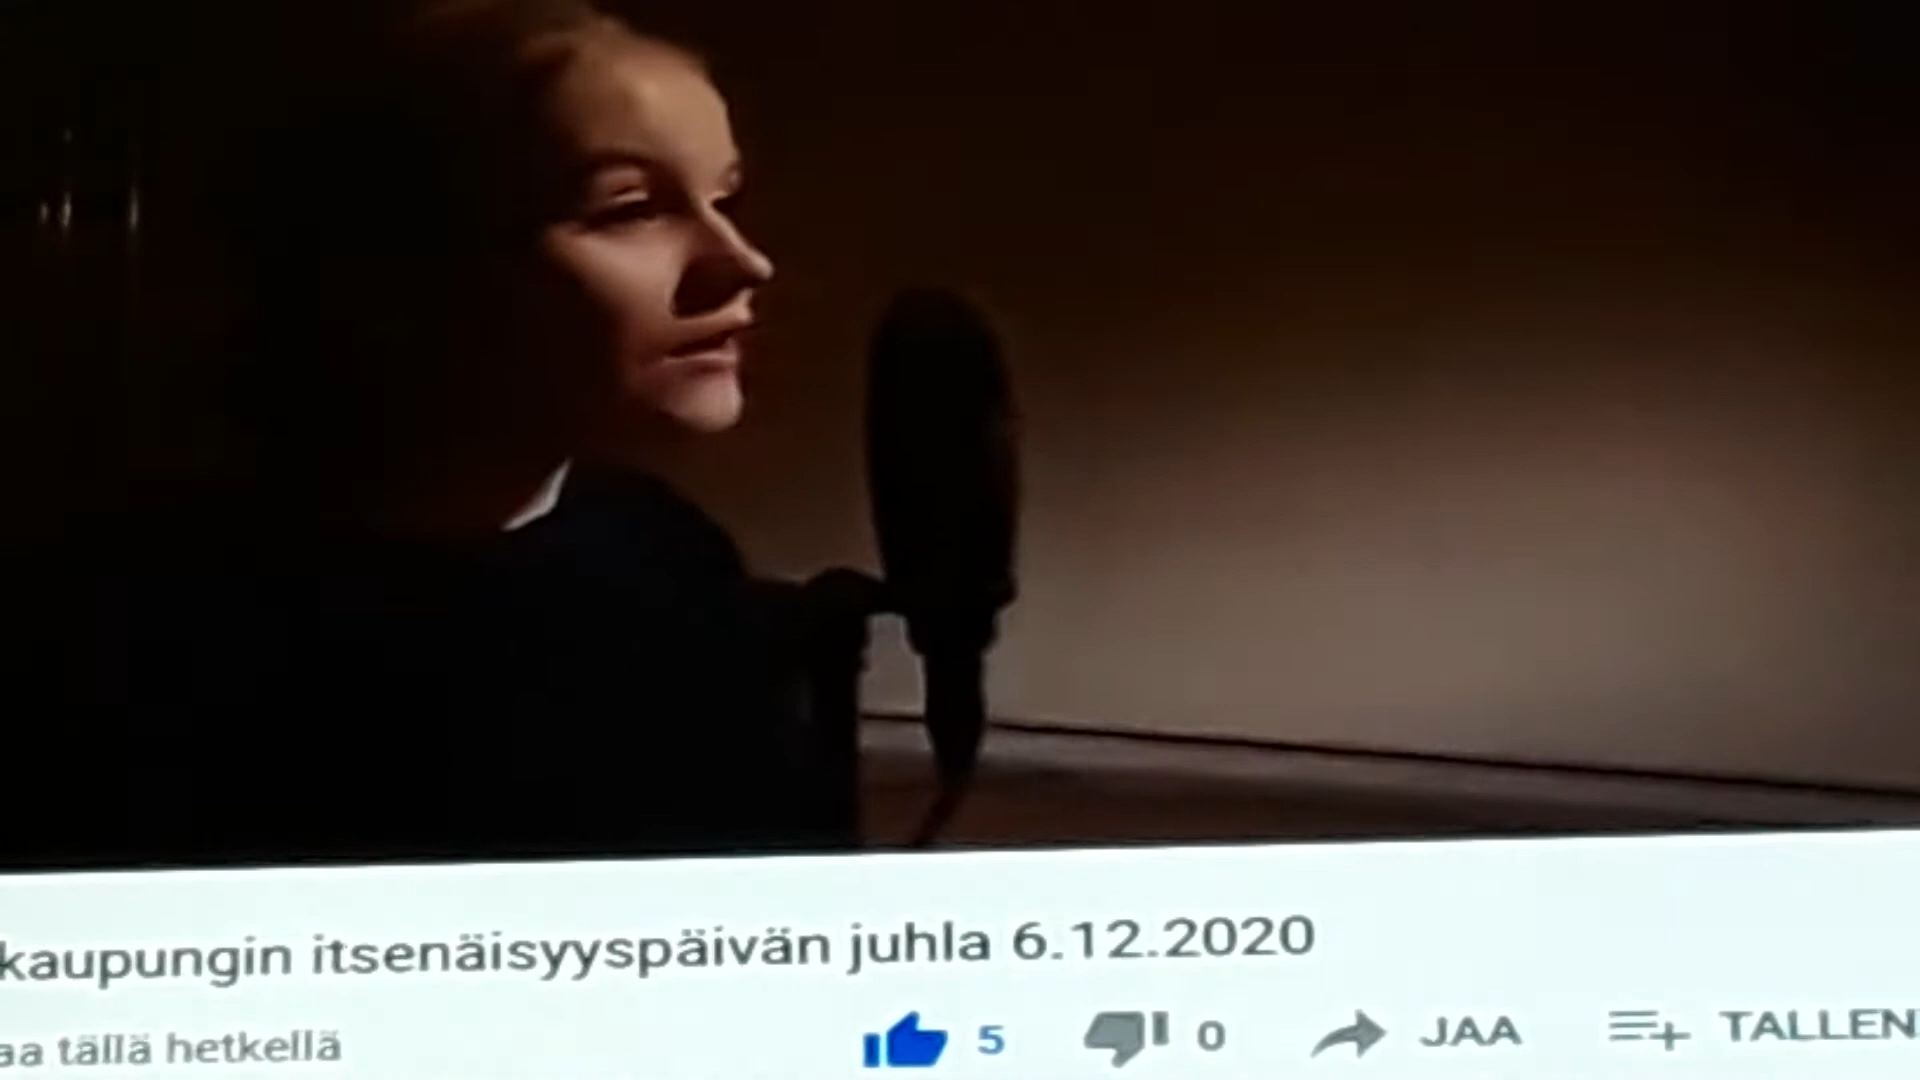 kaupungin itsenäisyyspäivän juhla 6.12.2020
aa tällä hetkellä
5 0 JAA TALLEN